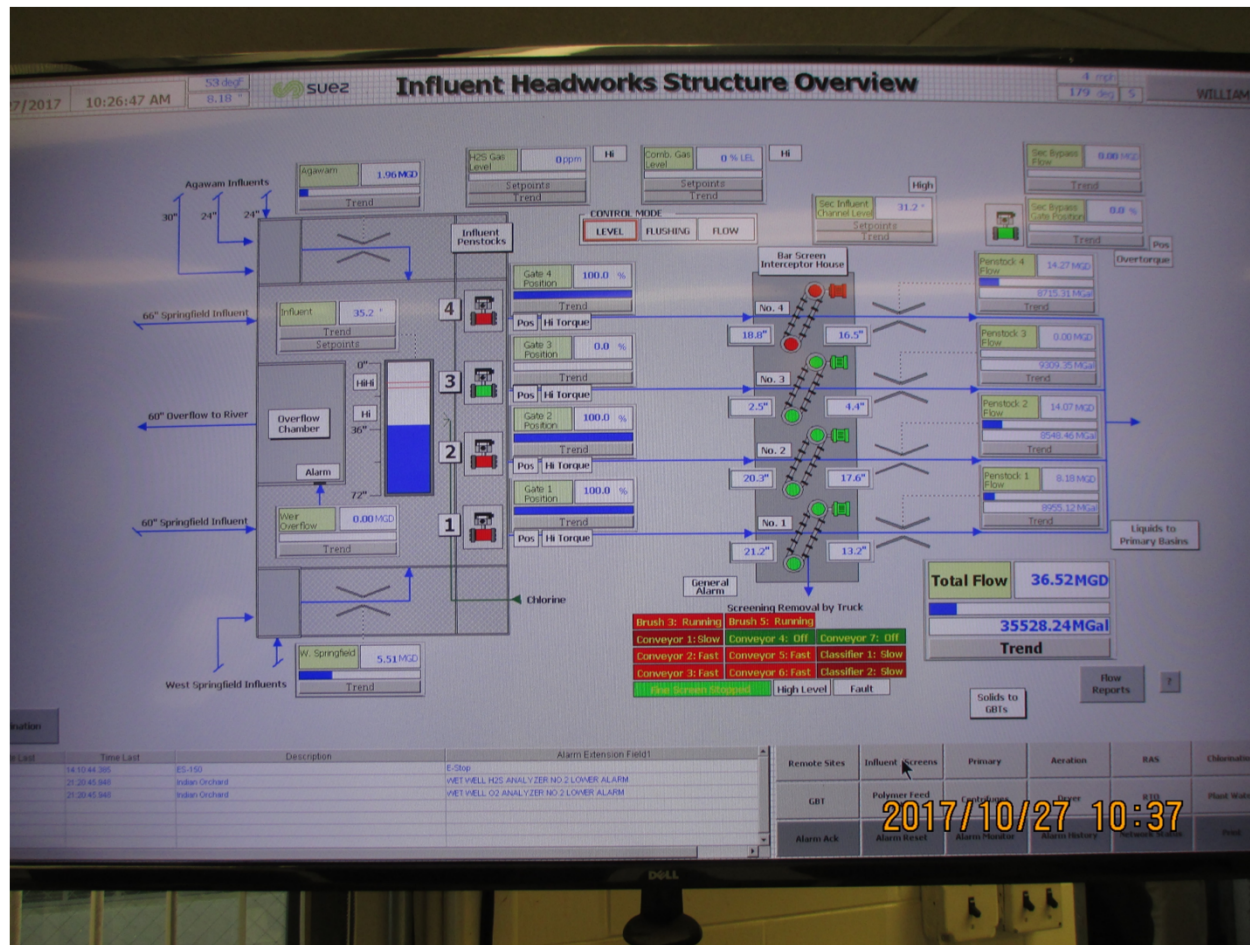 7/2017 10:26:47 AM
53 degF
8.18 "
suez
Influent Headworks Structure Overview
4 mph
179 deg S
WILLIAM
Agawam Influents
30" 24" 24"
Agawam 1.96 MGD
Trend
H2S Gas Level 0 ppm Hi
Setpoints
Trend
Comb. Gas Level 0 % LEL Hi
Setpoints
Trend
CONTROL MODE
LEVEL FLUSHING FLOW
High
Sec Influent Channel Level 31.2 "
Setpoints
Trend
Sec Bypass Flow 0.00 MGD
Trend
Sec Bypass Gate Position 0.0 %
Trend
Pos
Overtorque
Influent Penstocks
Bar Screen Interceptor House
66" Springfield Influent
Influent 35.2 '
Trend
Setpoints
0"
HiHi
Hi
36"
72"
Overflow Chamber
60" Overflow to River
Alarm
Weir Overflow 0.00 MGD
Trend
60" Springfield Influent
4
Gate 4 Position 100.0 %
Trend
Pos Hi Torque
3
Gate 3 Position 0.0 %
Trend
Pos Hi Torque
2
Gate 2 Position 100.0 %
Trend
Pos Hi Torque
1
Gate 1 Position 100.0 %
Trend
Pos Hi Torque
No. 4
18.8" 16.5"
No. 3
2.5" 4.4"
No. 2
20.3" 17.6"
No. 1
21.2" 13.2"
Penstock 4 Flow 14.27 MGD
8715.31 MGal
Trend
Penstock 3 Flow 0.00 MGD
9309.35 MGal
Trend
Penstock 2 Flow 14.07 MGD
8548.46 MGal
Trend
Penstock 1 Flow 8.18 MGD
8955.12 MGal
Trend
Liquids to Primary Basins
Chlorine
General Alarm
Screening Removal by Truck
Brush 3: Running Brush 5: Running
Conveyor 1: Slow Conveyor 4: Off Conveyor 7: Off
Conveyor 2: Fast Conveyor 5: Fast Classifier 1: Slow
Conveyor 3: Fast Conveyor 6: Fast Classifier 2: Slow
Fine Screen Stopped High Level Fault
Total Flow 36.52MGD
35528.24MGal
Trend
W. Springfield 5.51 MGD
Trend
West Springfield Influents
Solids to GBTs
Flow Reports
?
Time Last Description Alarm Extension Field1
14:10:44.395 ES-150 E-Stop
21:20:45.948 Indian Orchard WET WELL H2S ANALYZER NO 2 LOWER ALARM
21:20:45.948 Indian Orchard WET WELL O2 ANALYZER NO 2 LOWER ALARM
Remote Sites Influent Screens Primary Aeration RAS Chlorinatio
GBT Polymer Feed
Alarm Ack Alarm Reset Alarm Monitor Alarm History Network Status Print
2017/10/27 10:37
DELL